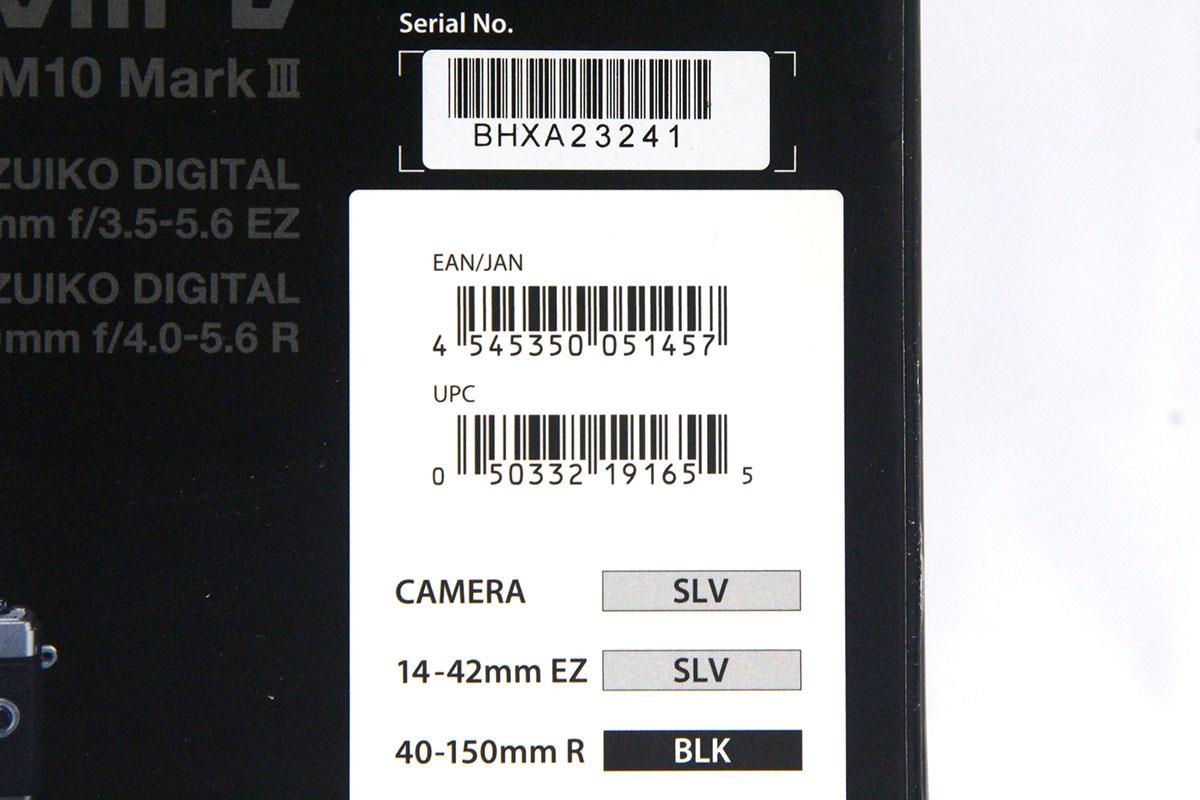 M10 Mark III
ZUIKO DIGITAL
mm f/3.5-5.6 EZ
ZUIKO DIGITAL
mm f/4.0-5.6 R
Serial No.
BHXA23241
EAN/JAN
4 545350 051457
UPC
0 50332 19165 5
CAMERA SLV
14-42mm EZ SLV
40-150mm R BLK